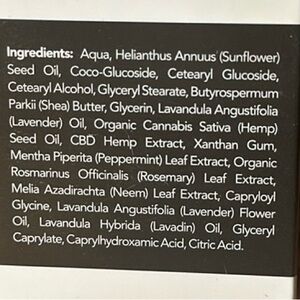 Ingredients: Aqua, Helianthus Annuus (Sunflower)
Seed Oil, Coco-Glucoside, Cetearyl Glucoside,
Cetearyl Alcohol, Glyceryl Stearate, Butyrospermum
Parkii (Shea) Butter, Glycerin, Lavandula Angustifolia
(Lavender) Oil, Organic Cannabis Sativa (Hemp)
Seed Oil, CBD Hemp Extract, Xanthan Gum,
Mentha Piperita (Peppermint) Leaf Extract, Organic
Rosmarinus Officinalis (Rosemary) Leaf Extract,
Melia Azadirachta (Neem) Leaf Extract, Capryloyl
Glycine, Lavandula Angustifolia (Lavender) Flower
Oil, Lavandula Hybrida (Lavadin) Oil, Glyceryl
Caprylate, Caprylhydroxamic Acid, Citric Acid.